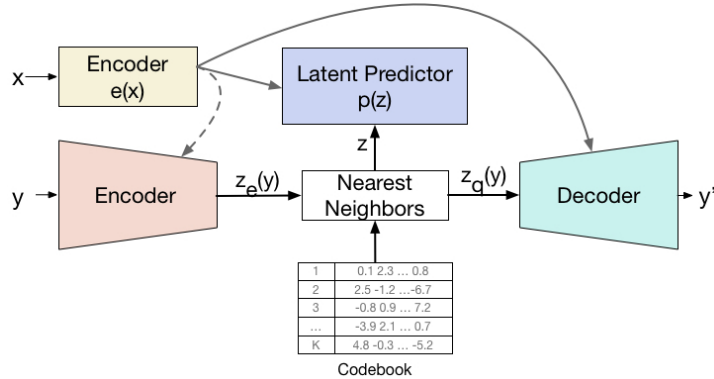 x
Encoder
e(x)
Latent Predictor
p(z)
z
y
Encoder
z_e(y)
Nearest
Neighbors
z_q(y)
Decoder
y'
1 0.1 2.3 ... 0.8
2 2.5 -1.2 ...-6.7
3 -0.8 0.9 ... 7.2
... -3.9 2.1 ... 0.7
K 4.8 -0.3 ... -5.2
Codebook